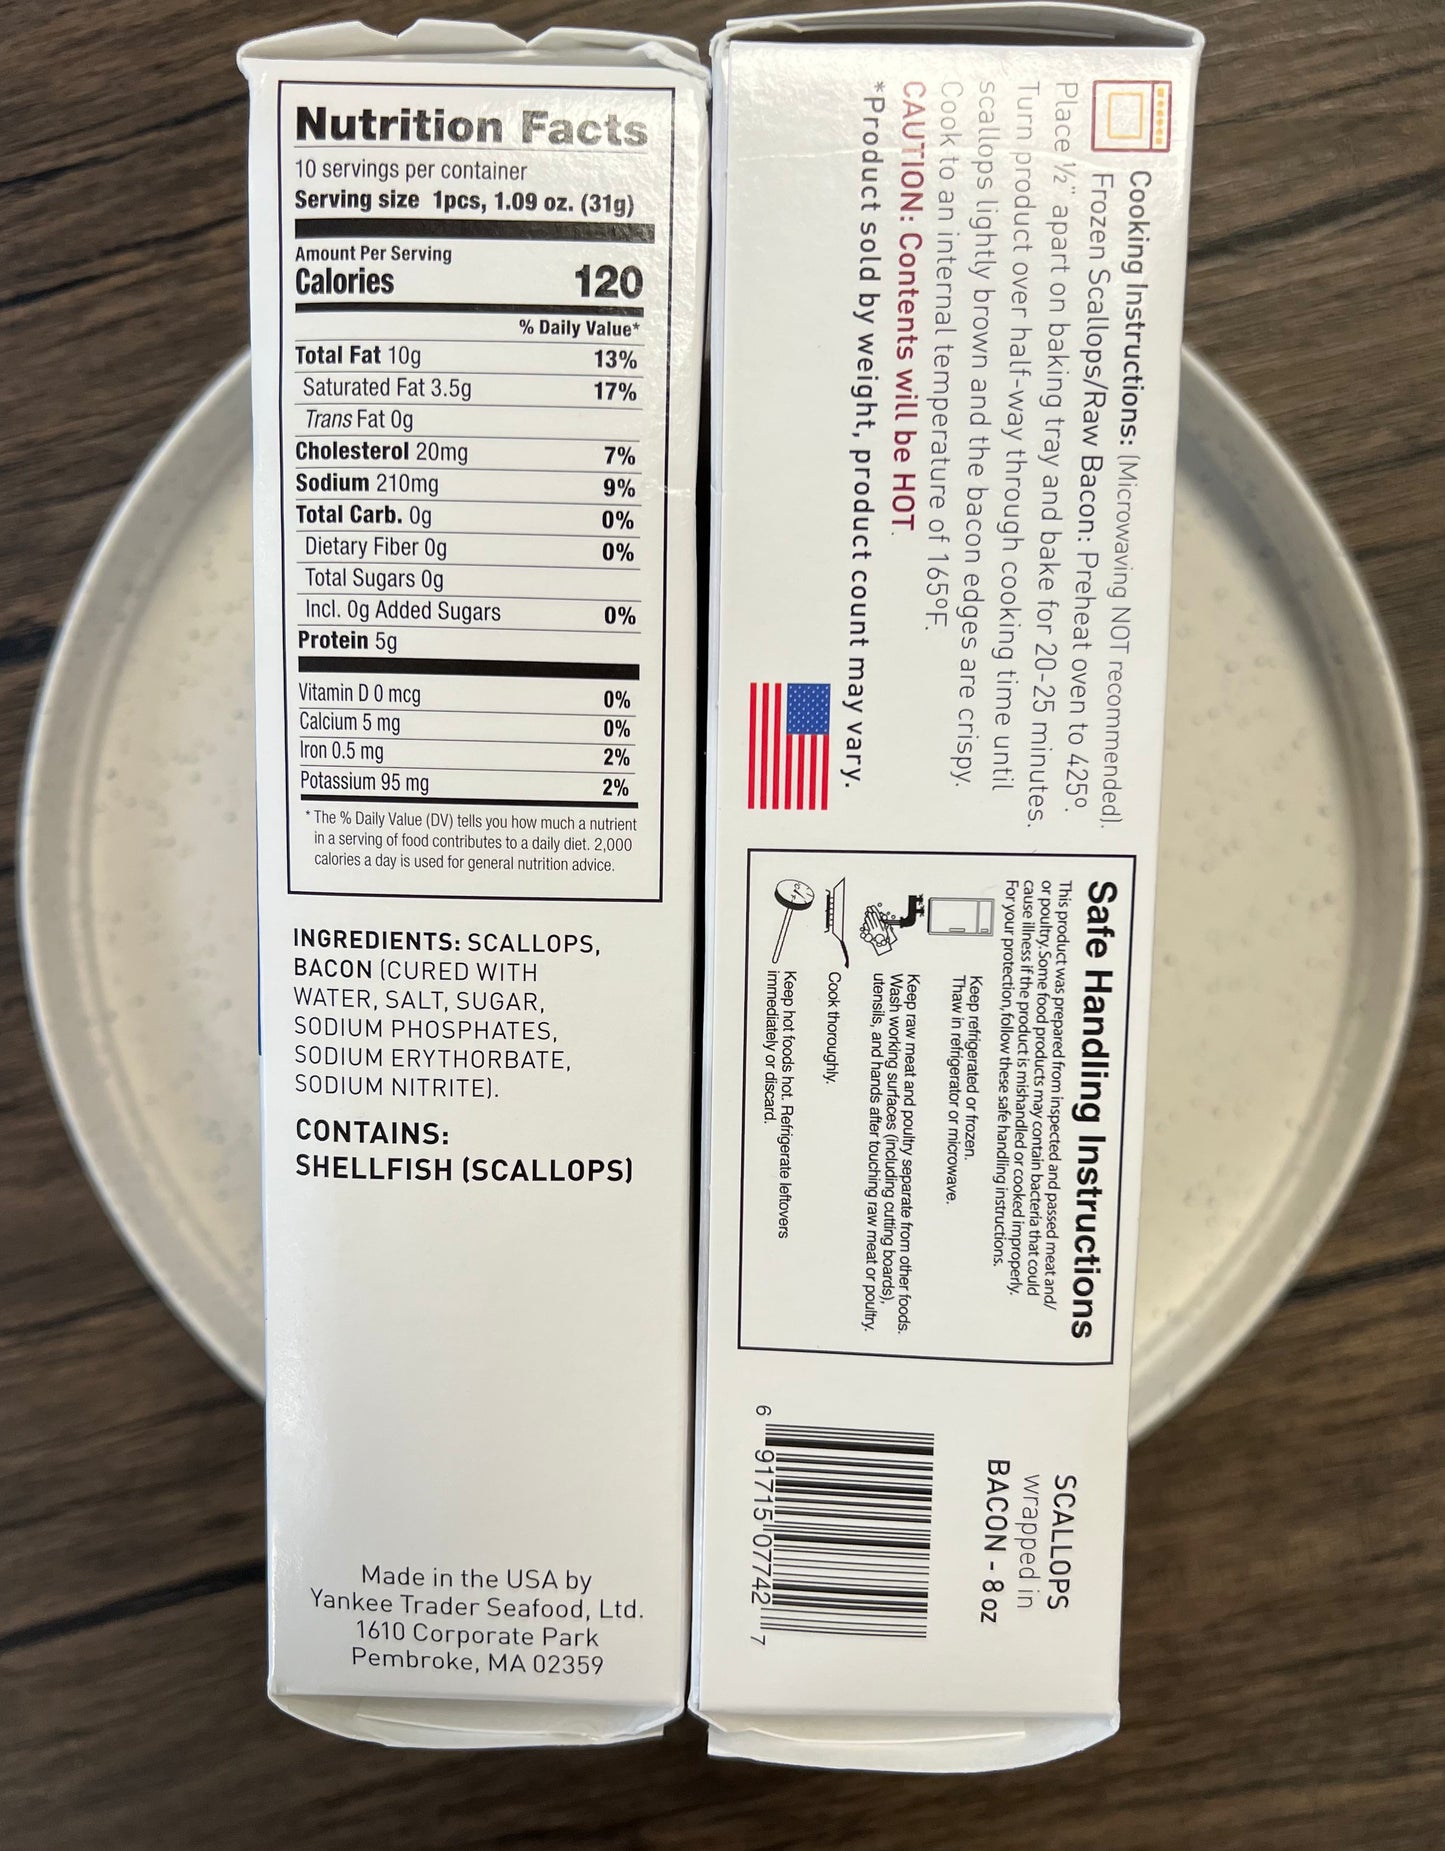 Nutrition Facts
10 servings per container
Serving size 1pcs, 1.09 oz. (31g)
Amount Per Serving
Calories 120
% Daily Value*
Total Fat 10g 13%
Saturated Fat 3.5g 17%
Trans Fat 0g
Cholesterol 20mg 7%
Sodium 210mg 9%
Total Carb. 0g 0%
Dietary Fiber 0g 0%
Total Sugars 0g
Incl. 0g Added Sugars 0%
Protein 5g
Vitamin D 0 mcg 0%
Calcium 5 mg 0%
Iron 0.5 mg 2%
Potassium 95 mg 2%
* The % Daily Value (DV) tells you how much a nutrient
in a serving of food contributes to a daily diet. 2,000
calories a day is used for general nutrition advice.
INGREDIENTS: SCALLOPS,
BACON (CURED WITH
WATER, SALT, SUGAR,
SODIUM PHOSPHATES,
SODIUM ERYTHORBATE,
SODIUM NITRITE).
CONTAINS:
SHELLFISH (SCALLOPS)
Made in the USA by
Yankee Trader Seafood, Ltd.
1610 Corporate Park
Pembroke, MA 02359
Cooking Instructions: (Microwaving NOT recommended).
Frozen Scallops/Raw Bacon: Preheat oven to 425º.
Place ½" apart on baking tray and bake for 20-25 minutes.
Turn product over half-way through cooking time until
scallops lightly brown and the bacon edges are crispy.
Cook to an internal temperature of 165ºF.
CAUTION: Contents will be HOT.
*Product sold by weight, product count may vary.
Safe Handling Instructions
This product was prepared from inspected and passed meat and/
or poultry. Some food products may contain bacteria that could
cause illness if the product is mishandled or cooked improperly.
For your protection, follow these safe handling instructions.
Keep refrigerated or frozen.
Thaw in refrigerator or microwave.
Keep raw meat and poultry separate from other foods.
Wash working surfaces (including cutting boards),
utensils, and hands after touching raw meat or poultry.
Cook thoroughly.
Keep hot foods hot. Refrigerate leftovers
immediately or discard.
SCALLOPS
wrapped in
BACON - 8 oz
6 91715 07742 7